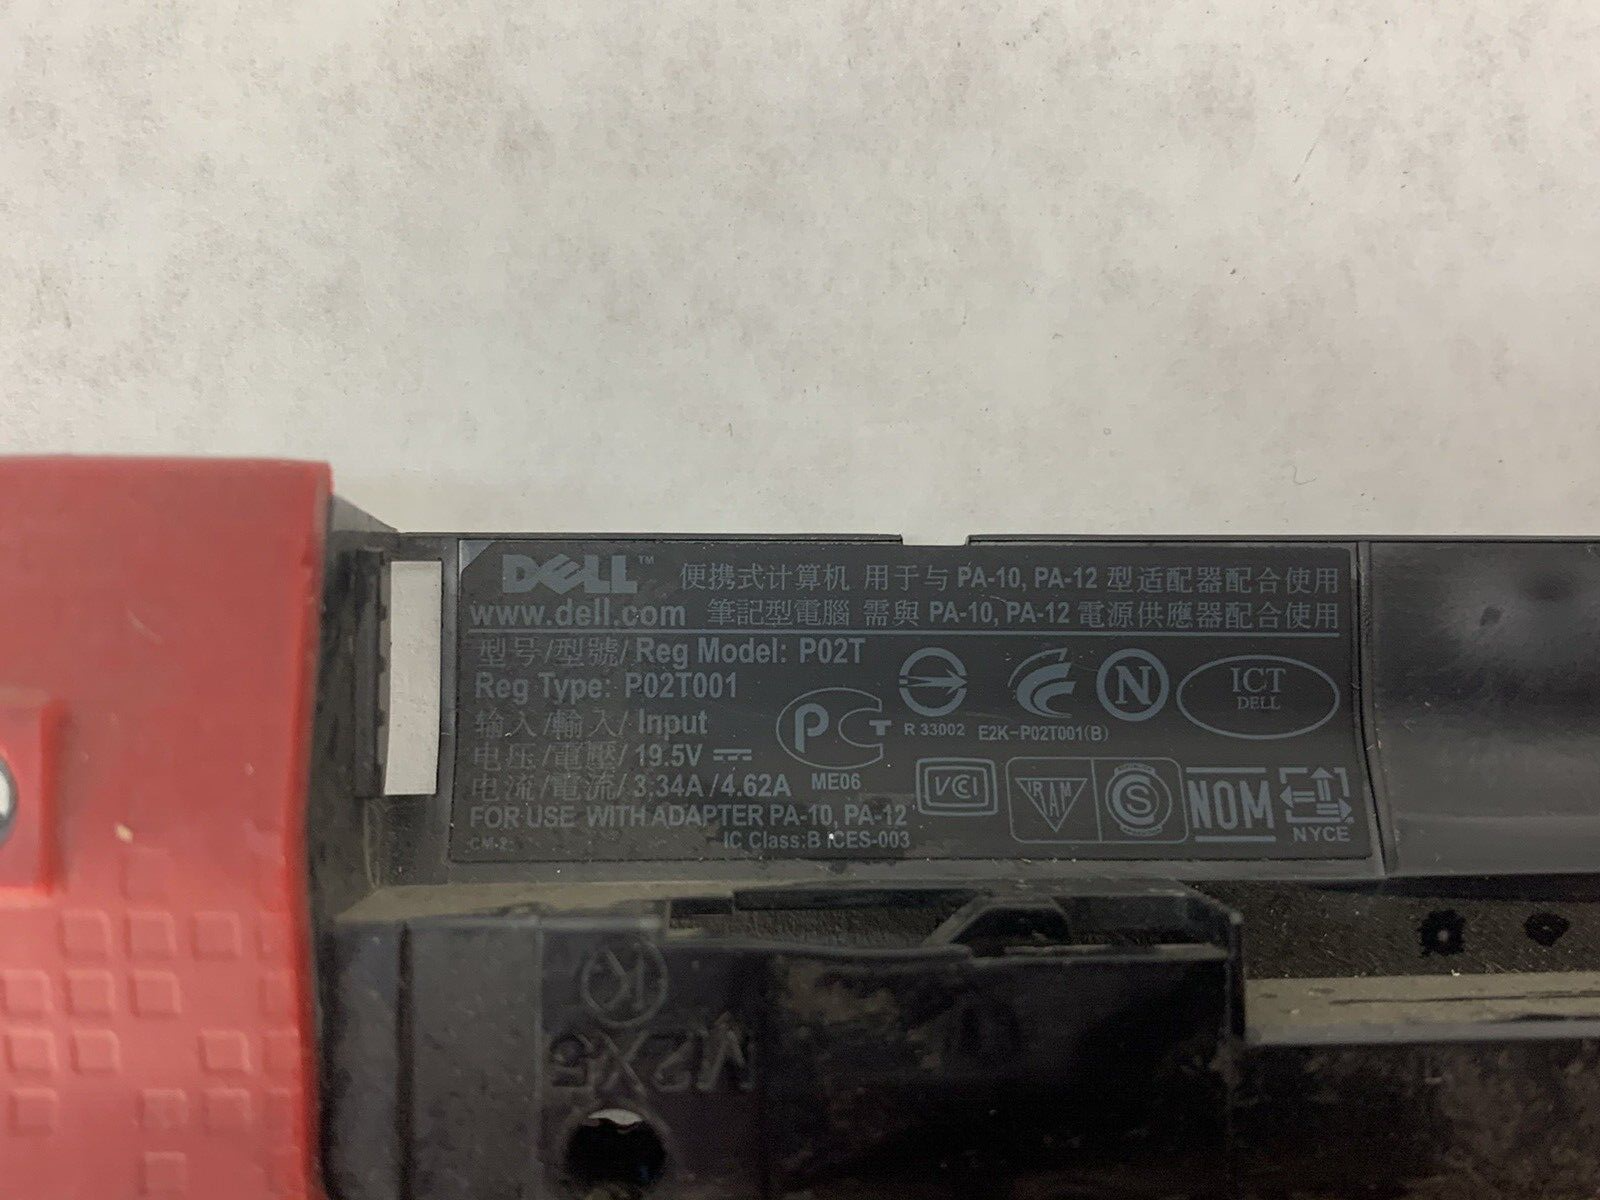 DELL™ 便携式计算机 用于与 PA-10, PA-12 型适配器配合使用
www.dell.com 筆記型電腦 需與 PA-10, PA-12 電源供應器配合使用
型号/型號/ Reg Model: P02T
Reg Type: P02T001
输入/輸入/ Input
电压/電壓/ 19.5V
电流/電流/ 3.34A / 4.62A
FOR USE WITH ADAPTER PA-10, PA-12
IC Class:B ICES-003
PCT
ME06
R 33002
E2K-P02T001(B)
N
ICT
DELL
VCI
IRAM
S
NOM
NYCE
K
M2X5